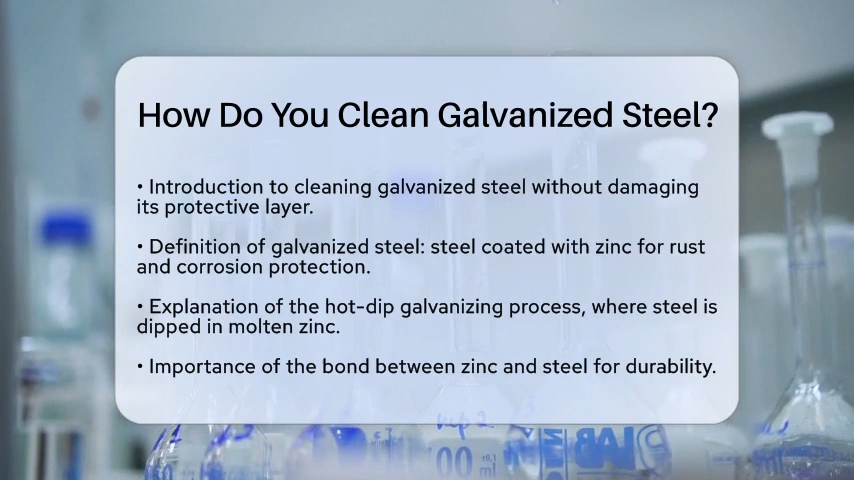 How Do You Clean Galvanized Steel?
• Introduction to cleaning galvanized steel without damaging
its protective layer.
• Definition of galvanized steel: steel coated with zinc for rust
and corrosion protection.
• Explanation of the hot-dip galvanizing process, where steel is
dipped in molten zinc.
• Importance of the bond between zinc and steel for durability.